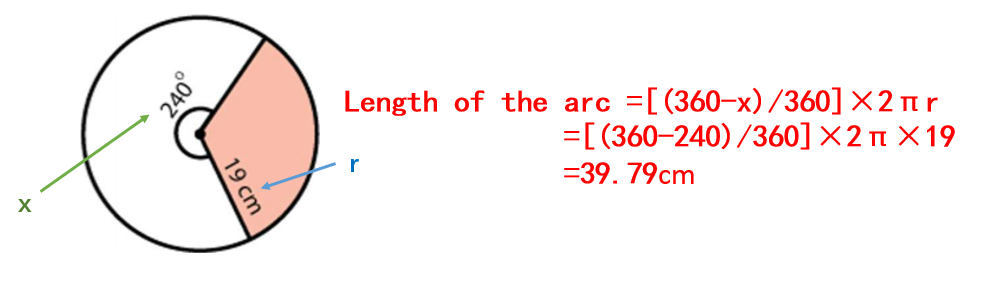 240°
19 cm
x
r
Length of the arc =[(360-x)/360]×2πr
=[(360-240)/360]×2π×19
=39.79cm